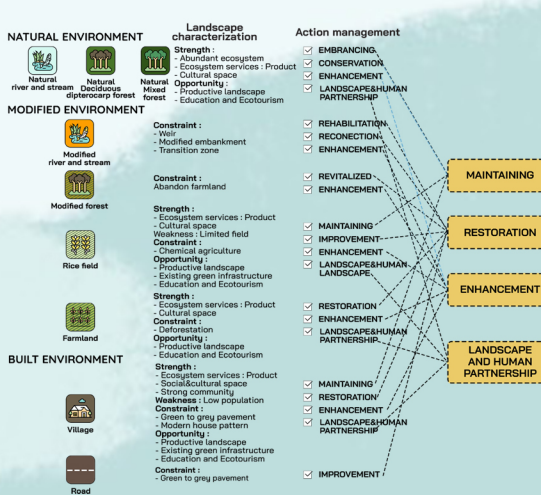 Landscape
characterization
Action management
NATURAL ENVIRONMENT
Natural
river and stream
Natural
Deciduous
dipterocarp forest
Natural
Mixed
forest
Strength :
- Abundant ecosystem
- Ecosystem services : Product
- Cultural space
Opportunity :
- Productive landscape
- Education and Ecotourism
EMBRANCING
CONSERVATION
ENHANCEMENT
LANDSCAPE&HUMAN
PARTNERSHIP
MODIFIED ENVIRONMENT
Modified
river and stream
Constraint :
- Weir
- Modified embankment
- Transition zone
REHABILITATION
RECONECTION
ENHANCEMENT
Modified forest
Constraint :
Abandon farmland
REVITALIZED
ENHANCEMENT
Rice field
Strength :
- Ecosystem services : Product
- Cultural space
Weakness : Limited field
Constraint :
- Chemical agriculture
Opportunity :
- Productive landscape
- Existing green infrastructure
- Education and Ecotourism
MAINTAINING
IMPROVEMENT
ENHANCEMENT
LANDSCAPE&HUMAN
LANDSCAPE
Farmland
Strength :
- Ecosystem services : Product
- Cultural space
Constraint :
- Deforestation
Opportunity :
- Productive landscape
- Education and Ecotourism
RESTORATION
ENHANCEMENT
LANDSCAPE&HUMAN
PARTNERSHIP
BUILT ENVIRONMENT
Village
Strength :
- Ecosystem services : Product
- Social&cultural space
- Strong community
Weakness : Low population
Constraint :
- Green to grey pavement
- Modern house pattern
Opportunity :
- Productive landscape
- Existing green infrastructure
- Education and Ecotourism
MAINTAINING
RESTORATION
ENHANCEMENT
LANDSCAPE&HUMAN
PARTNERSHIP
Road
Constraint :
- Green to grey pavement
IMPROVEMENT
MAINTAINING
RESTORATION
ENHANCEMENT
LANDSCAPE
AND HUMAN
PARTNERSHIP